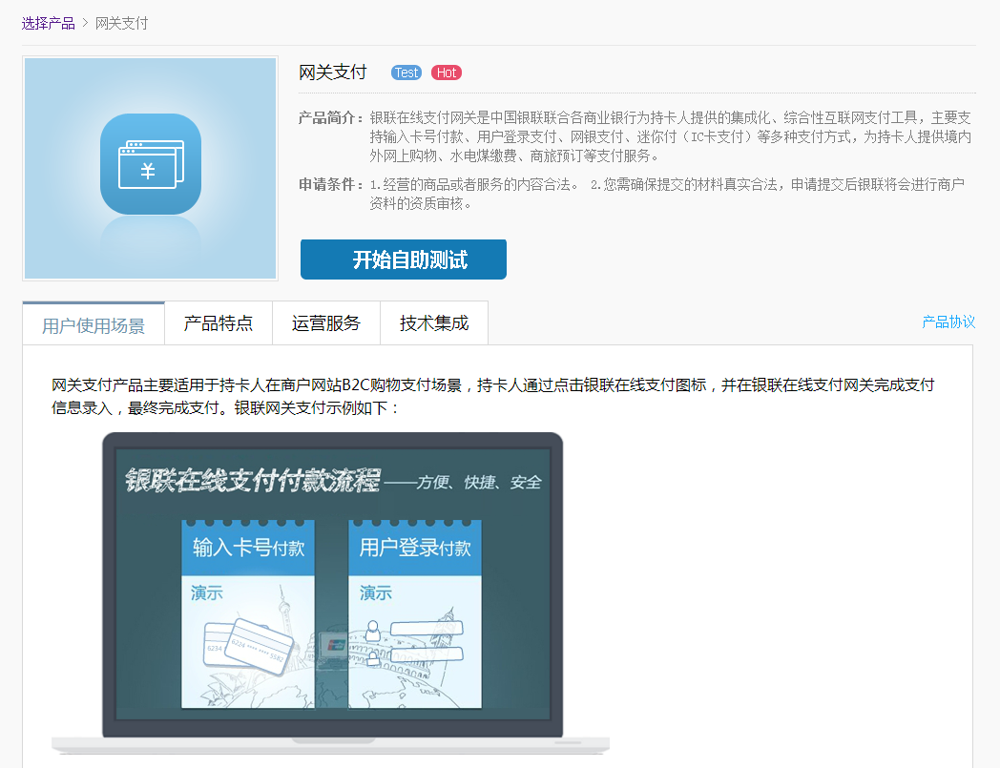 选择产品 > 网关支付
网关支付 Test Hot
产品简介：银联在线支付网关是中国银联联合各商业银行为持卡人提供的集成化、综合性互联网支付工具，主要支
持输入卡号付款、用户登录支付、网银支付、迷你付（IC卡支付）等多种支付方式，为持卡人提供境内
外网上购物、水电煤缴费、商旅预订等支付服务。
申请条件：1.经营的商品或者服务的内容合法。 2.您需确保提交的材料真实合法，申请提交后银联将会进行商户
资料的资质审核。
¥
开始自助测试
用户使用场景 产品特点 运营服务 技术集成 产品协议
网关支付产品主要适用于持卡人在商户网站B2C购物支付场景，持卡人通过点击银联在线支付图标，并在银联在线支付网关完成支付
信息录入，最终完成支付。银联网关支付示例如下：
银联在线支付付款流程——方便、快捷、安全
输入卡号付款 用户登录付款
演示 演示
6234 6224 **** **** 5582